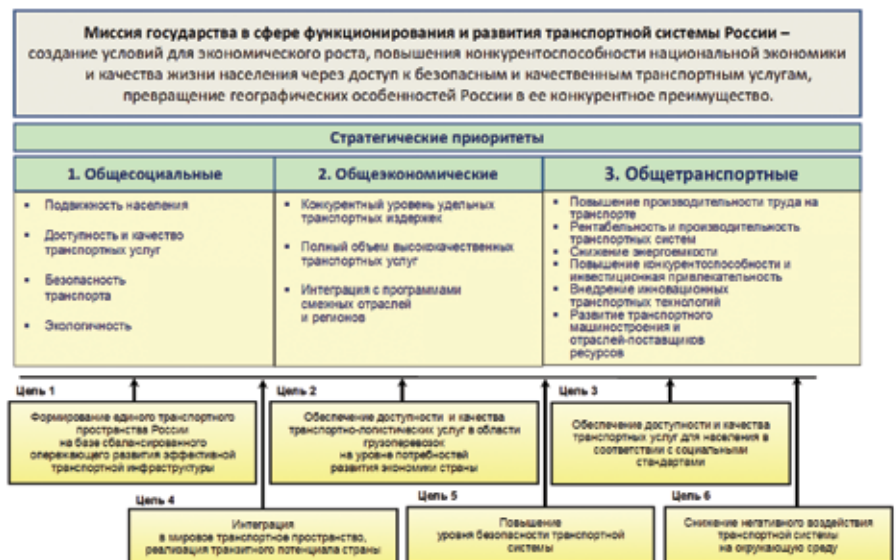 Миссия государства в сфере функционирования и развития транспортной системы России –
создание условий для экономического роста, повышения конкурентоспособности национальной экономики
и качества жизни населения через доступ к безопасным и качественным транспортным услугам,
превращение географических особенностей России в ее конкурентное преимущество.
Стратегические приоритеты
1. Общесоциальные
Подвижность населения
Доступность и качество
транспортных услуг
Безопасность
транспорта
Экологичность
2. Общеэкономические
Конкурентный уровень удельных
транспортных издержек
Полный объем высококачественных
транспортных услуг
Интеграция с программами
смежных отраслей
и регионов
3. Общетранспортные
Повышение производительности труда на
транспорте
Рентабельность и производительность
транспортных систем
Снижение энергоемкости
Повышение конкурентоспособности и
инвестиционная привлекательность
Внедрение инновационных
транспортных технологий
Развитие транспортного
машиностроения и
отраслей-поставщиков
ресурсов
Цель 1
Формирование единого транспортного
пространства России
на базе сбалансированного
опережающего развития эффективной
транспортной инфраструктуры
Цель 2
Обеспечение доступности и качества
транспортно-логистических услуг в области
грузоперевозок
на уровне потребностей
развития экономики страны
Цель 3
Обеспечение доступности и качества
транспортных услуг для населения в
соответствии с социальными
стандартами
Цель 4
Интеграция
в мировое транспортное пространство,
реализация транзитного потенциала страны
Цель 5
Повышение
уровня безопасности транспортной
системы
Цель 6
Снижение негативного воздействия
транспортной системы
на окружающую среду